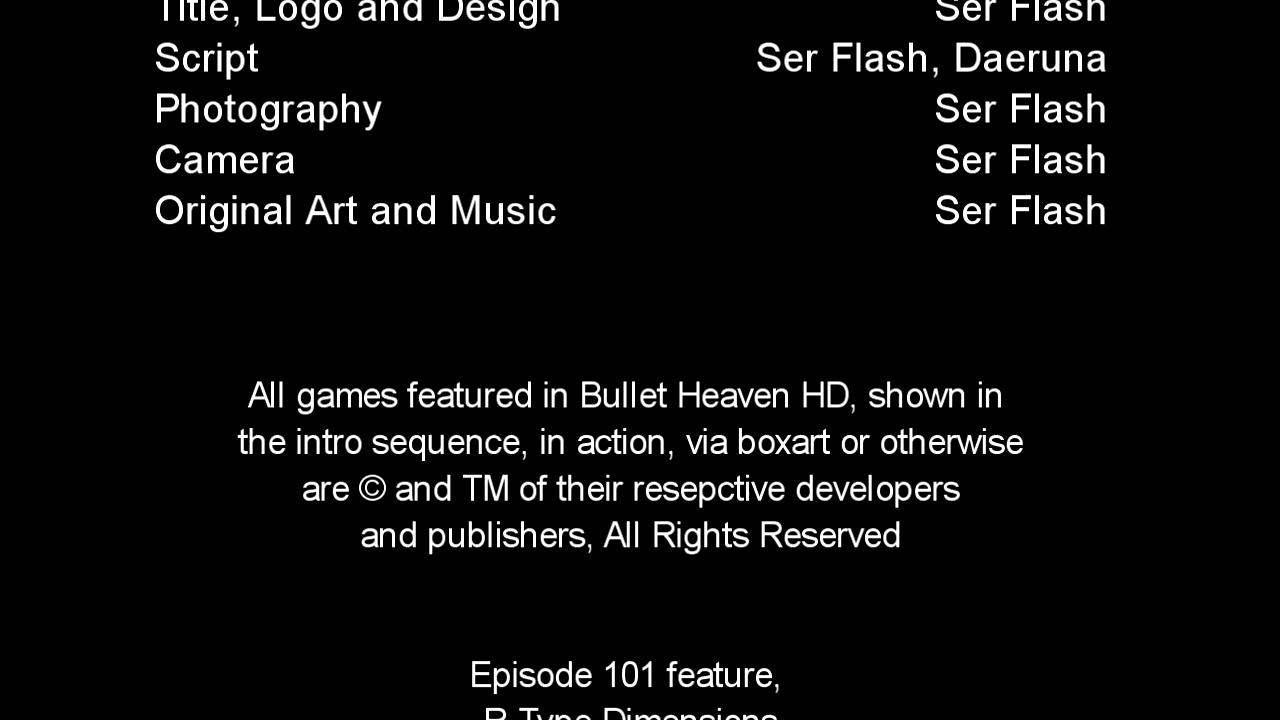 Title, Logo and Design Ser Flash
Script Ser Flash, Daeruna
Photography Ser Flash
Camera Ser Flash
Original Art and Music Ser Flash
All games featured in Bullet Heaven HD, shown in
the intro sequence, in action, via boxart or otherwise
are © and TM of their resepctive developers
and publishers, All Rights Reserved
Episode 101 feature,
R-Type Dimensions